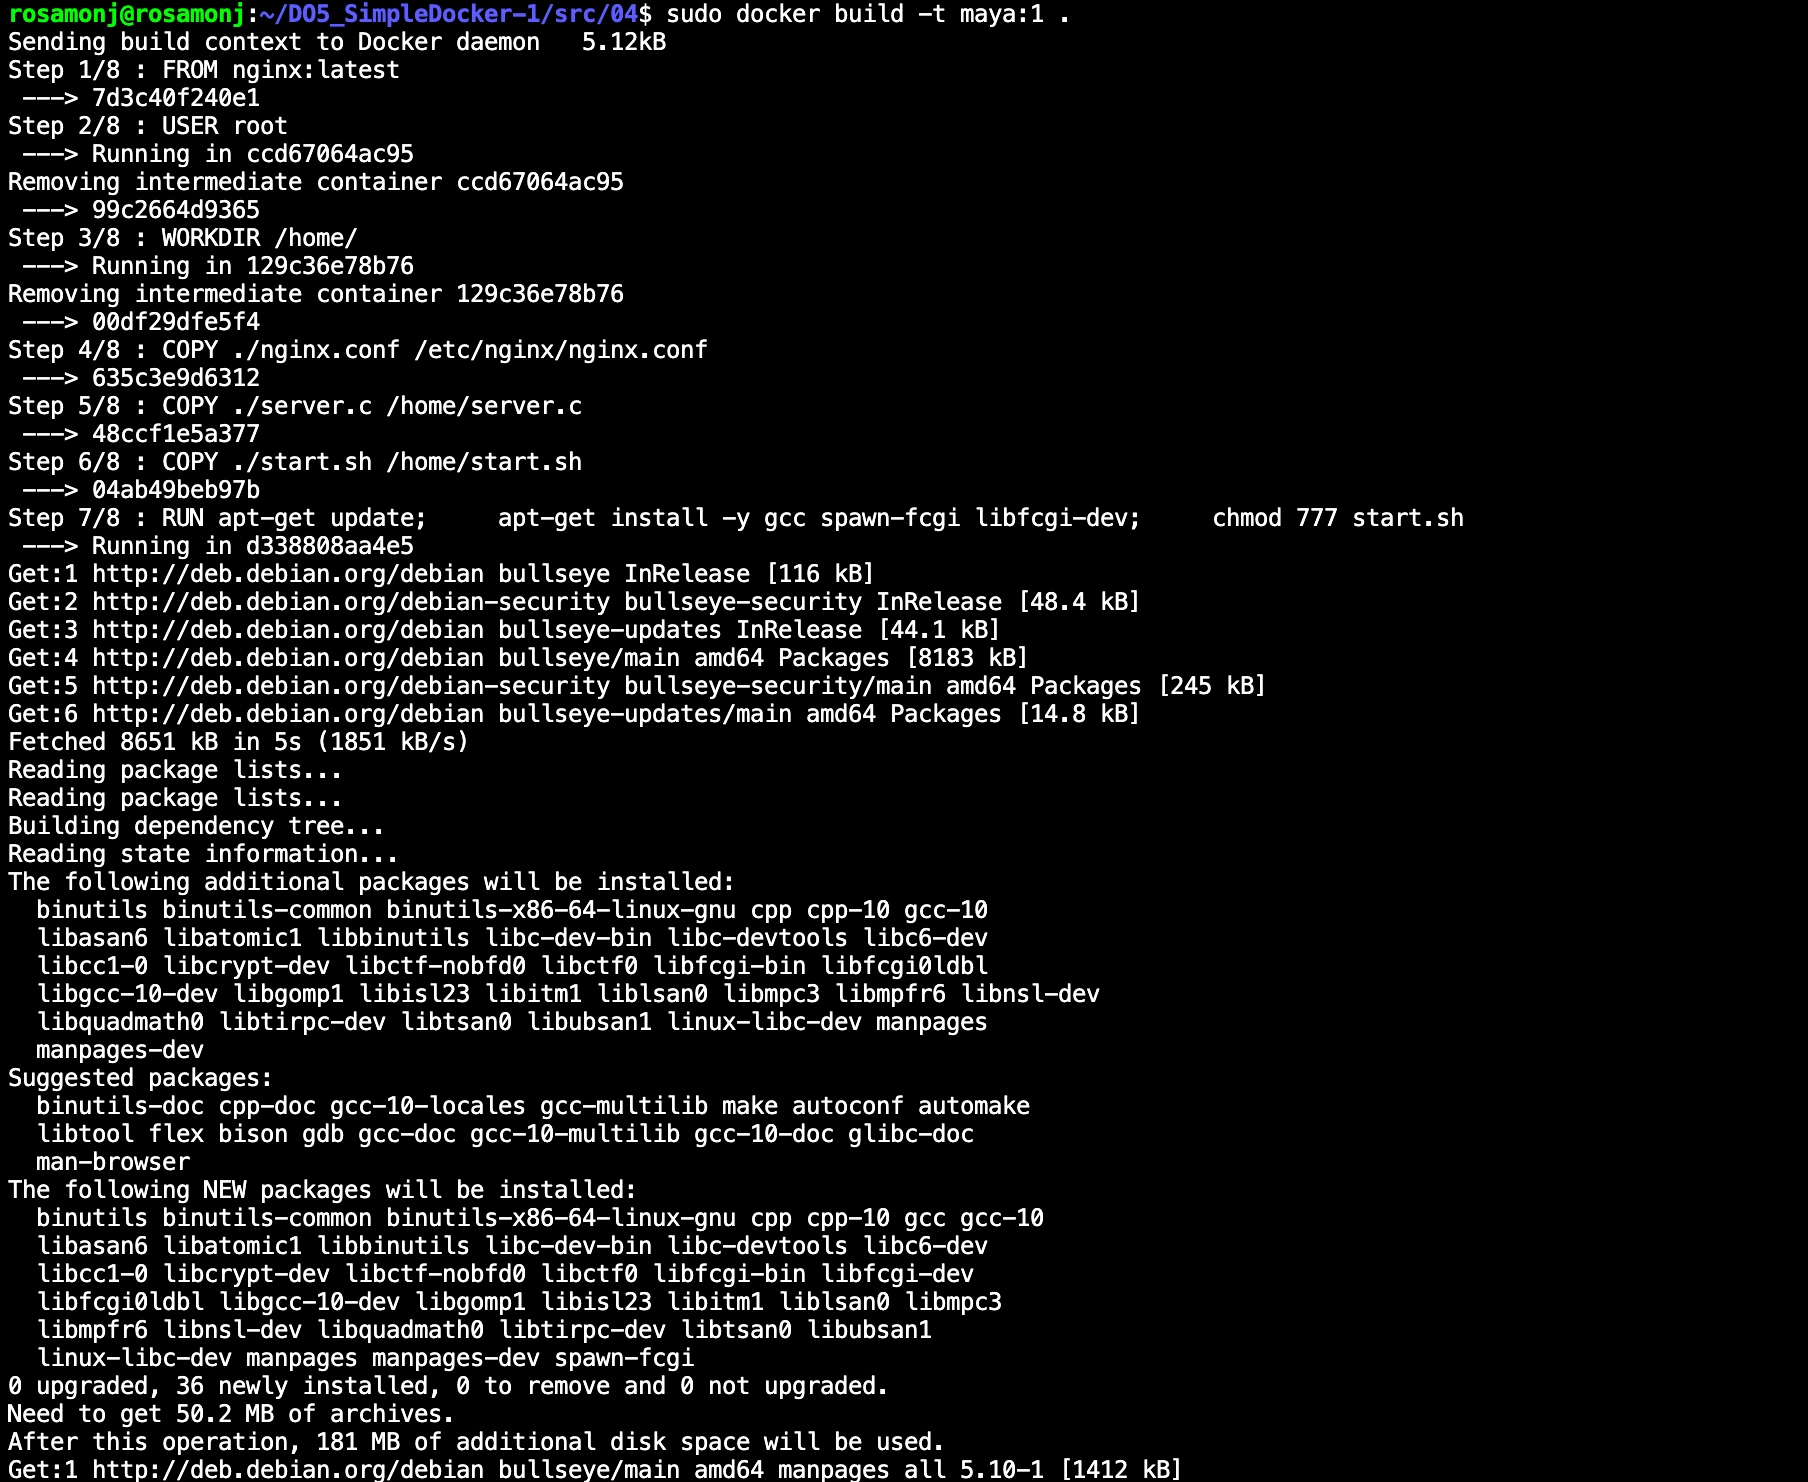 rosamonj@rosamonj:~/DO5_SimpleDocker-1/src/04$ sudo docker build -t maya:1 .
Sending build context to Docker daemon   5.12kB
Step 1/8 : FROM nginx:latest
 ---> 7d3c40f240e1
Step 2/8 : USER root
 ---> Running in ccd67064ac95
Removing intermediate container ccd67064ac95
 ---> 99c2664d9365
Step 3/8 : WORKDIR /home/
 ---> Running in 129c36e78b76
Removing intermediate container 129c36e78b76
 ---> 00df29dfe5f4
Step 4/8 : COPY ./nginx.conf /etc/nginx/nginx.conf
 ---> 635c3e9d6312
Step 5/8 : COPY ./server.c /home/server.c
 ---> 48ccf1e5a377
Step 6/8 : COPY ./start.sh /home/start.sh
 ---> 04ab49beb97b
Step 7/8 : RUN apt-get update;     apt-get install -y gcc spawn-fcgi libfcgi-dev;     chmod 777 start.sh
 ---> Running in d338808aa4e5
Get:1 http://deb.debian.org/debian bullseye InRelease [116 kB]
Get:2 http://deb.debian.org/debian-security bullseye-security InRelease [48.4 kB]
Get:3 http://deb.debian.org/debian bullseye-updates InRelease [44.1 kB]
Get:4 http://deb.debian.org/debian bullseye/main amd64 Packages [8183 kB]
Get:5 http://deb.debian.org/debian-security bullseye-security/main amd64 Packages [245 kB]
Get:6 http://deb.debian.org/debian bullseye-updates/main amd64 Packages [14.8 kB]
Fetched 8651 kB in 5s (1851 kB/s)
Reading package lists...
Reading package lists...
Building dependency tree...
Reading state information...
The following additional packages will be installed:
  binutils binutils-common binutils-x86-64-linux-gnu cpp cpp-10 gcc-10
  libasan6 libatomic1 libbinutils libc-dev-bin libc-devtools libc6-dev
  libcc1-0 libcrypt-dev libctf-nobfd0 libctf0 libfcgi-bin libfcgi0ldbl
  libgcc-10-dev libgomp1 libisl23 libitm1 liblsan0 libmpc3 libmpfr6 libnsl-dev
  libquadmath0 libtirpc-dev libtsan0 libubsan1 linux-libc-dev manpages
  manpages-dev
Suggested packages:
  binutils-doc cpp-doc gcc-10-locales gcc-multilib make autoconf automake
  libtool flex bison gdb gcc-doc gcc-10-multilib gcc-10-doc glibc-doc
  man-browser
The following NEW packages will be installed:
  binutils binutils-common binutils-x86-64-linux-gnu cpp cpp-10 gcc gcc-10
  libasan6 libatomic1 libbinutils libc-dev-bin libc-devtools libc6-dev
  libcc1-0 libcrypt-dev libctf-nobfd0 libctf0 libfcgi-bin libfcgi-dev
  libfcgi0ldbl libgcc-10-dev libgomp1 libisl23 libitm1 liblsan0 libmpc3
  libmpfr6 libnsl-dev libquadmath0 libtirpc-dev libtsan0 libubsan1
  linux-libc-dev manpages manpages-dev spawn-fcgi
0 upgraded, 36 newly installed, 0 to remove and 0 not upgraded.
Need to get 50.2 MB of archives.
After this operation, 181 MB of additional disk space will be used.
Get:1 http://deb.debian.org/debian bullseye/main amd64 manpages all 5.10-1 [1412 kB]